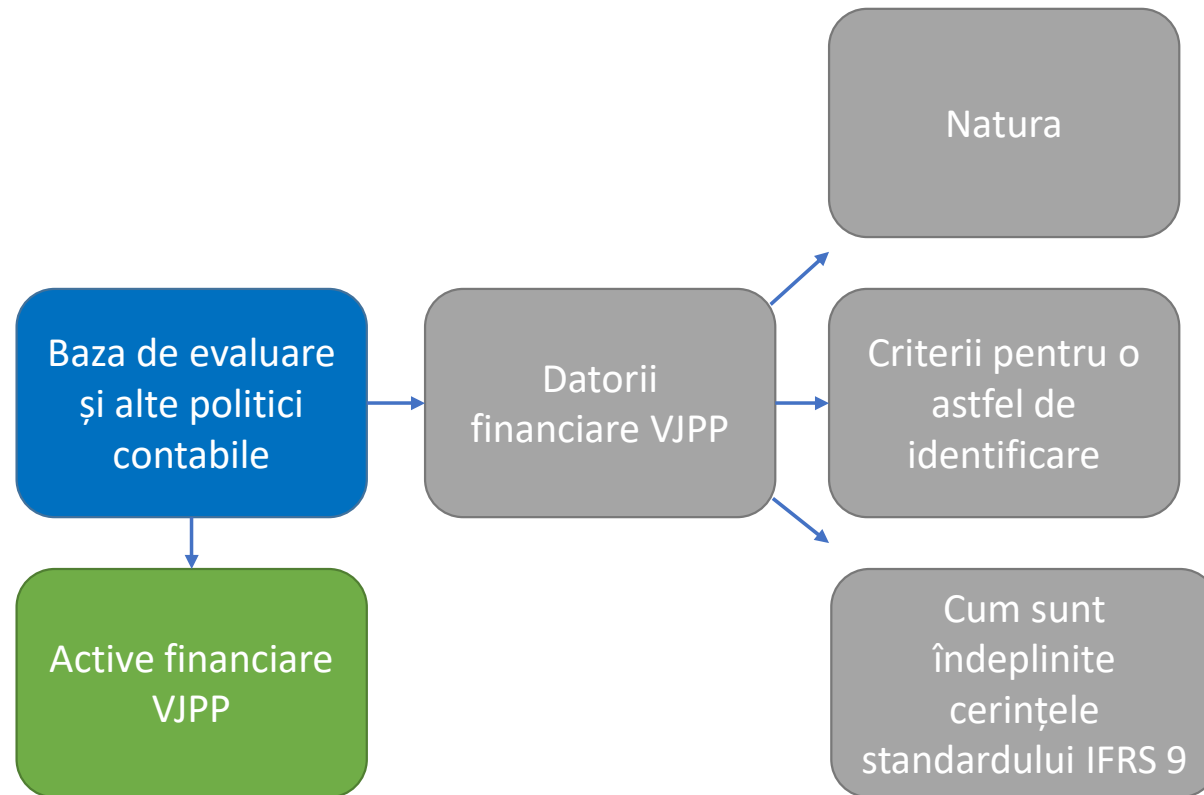 Natura
Baza de evaluare
și alte politici
contabile
Datorii
financiare VJPP
Criterii pentru o
astfel de
identificare
Active financiare
VJPP
Cum sunt
îndeplinite
cerințele
standardului IFRS 9